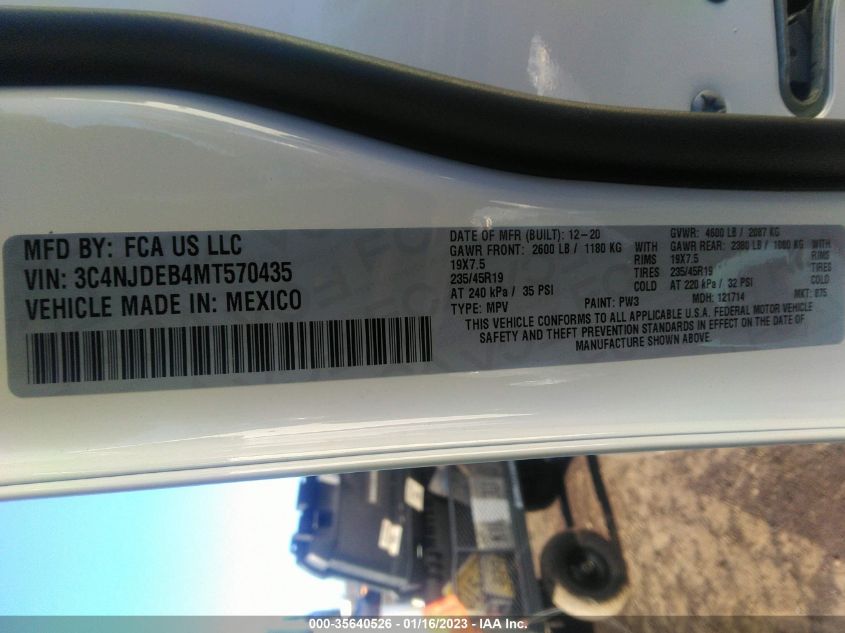 MFD BY: FCA US LLC
VIN: 3C4NJDEB4MT570435
VEHICLE MADE IN: MEXICO
DATE OF MFR (BUILT): 12-20 GVWR: 4600 LB / 2087 KG
GAWR FRONT: 2600 LB / 1180 KG WITH GAWR REAR: 2380 LB / 1080 KG WITH
19X7.5 RIMS 19X7.5 RIMS
235/45R19 TIRES 235/45R19 TIRES
AT 240 kPa / 35 PSI COLD AT 220 kPa / 32 PSI COLD
TYPE: MPV PAINT: PW3 MDH: 121714 MKT: 875
THIS VEHICLE CONFORMS TO ALL APPLICABLE U.S.A. FEDERAL MOTOR VEHICLE
SAFETY AND THEFT PREVENTION STANDARDS IN EFFECT ON THE DATE OF
MANUFACTURE SHOWN ABOVE.
000-35640526 - 01/16/2023 - IAA Inc.